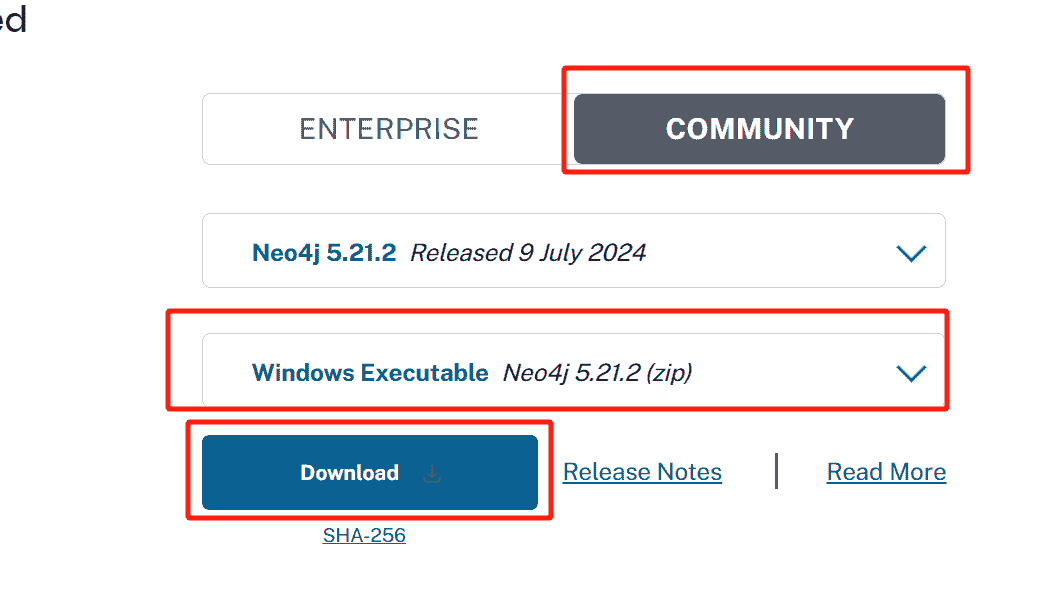 ed
ENTERPRISE COMMUNITY
Neo4j 5.21.2 Released 9 July 2024
Windows Executable Neo4j 5.21.2 (zip)
Download Release Notes | Read More
SHA-256